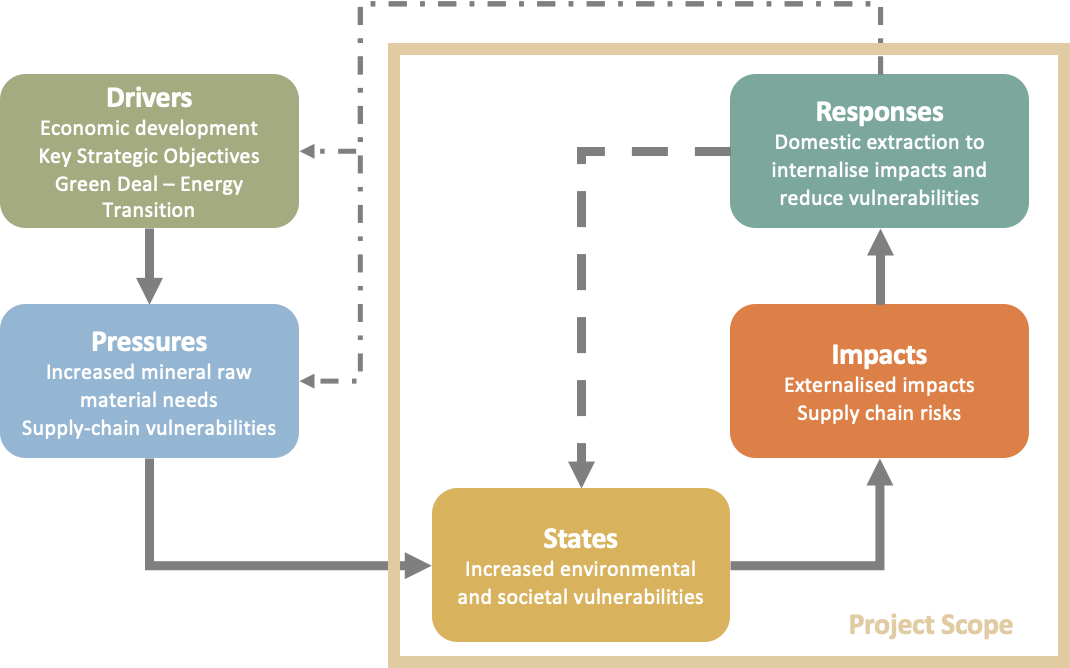 Drivers
Economic development
Key Strategic Objectives
Green Deal – Energy
Transition
Pressures
Increased mineral raw
material needs
Supply-chain vulnerabilities
States
Increased environmental
and societal vulnerabilities
Impacts
Externalised impacts
Supply chain risks
Responses
Domestic extraction to
internalise impacts and
reduce vulnerabilities
Project Scope